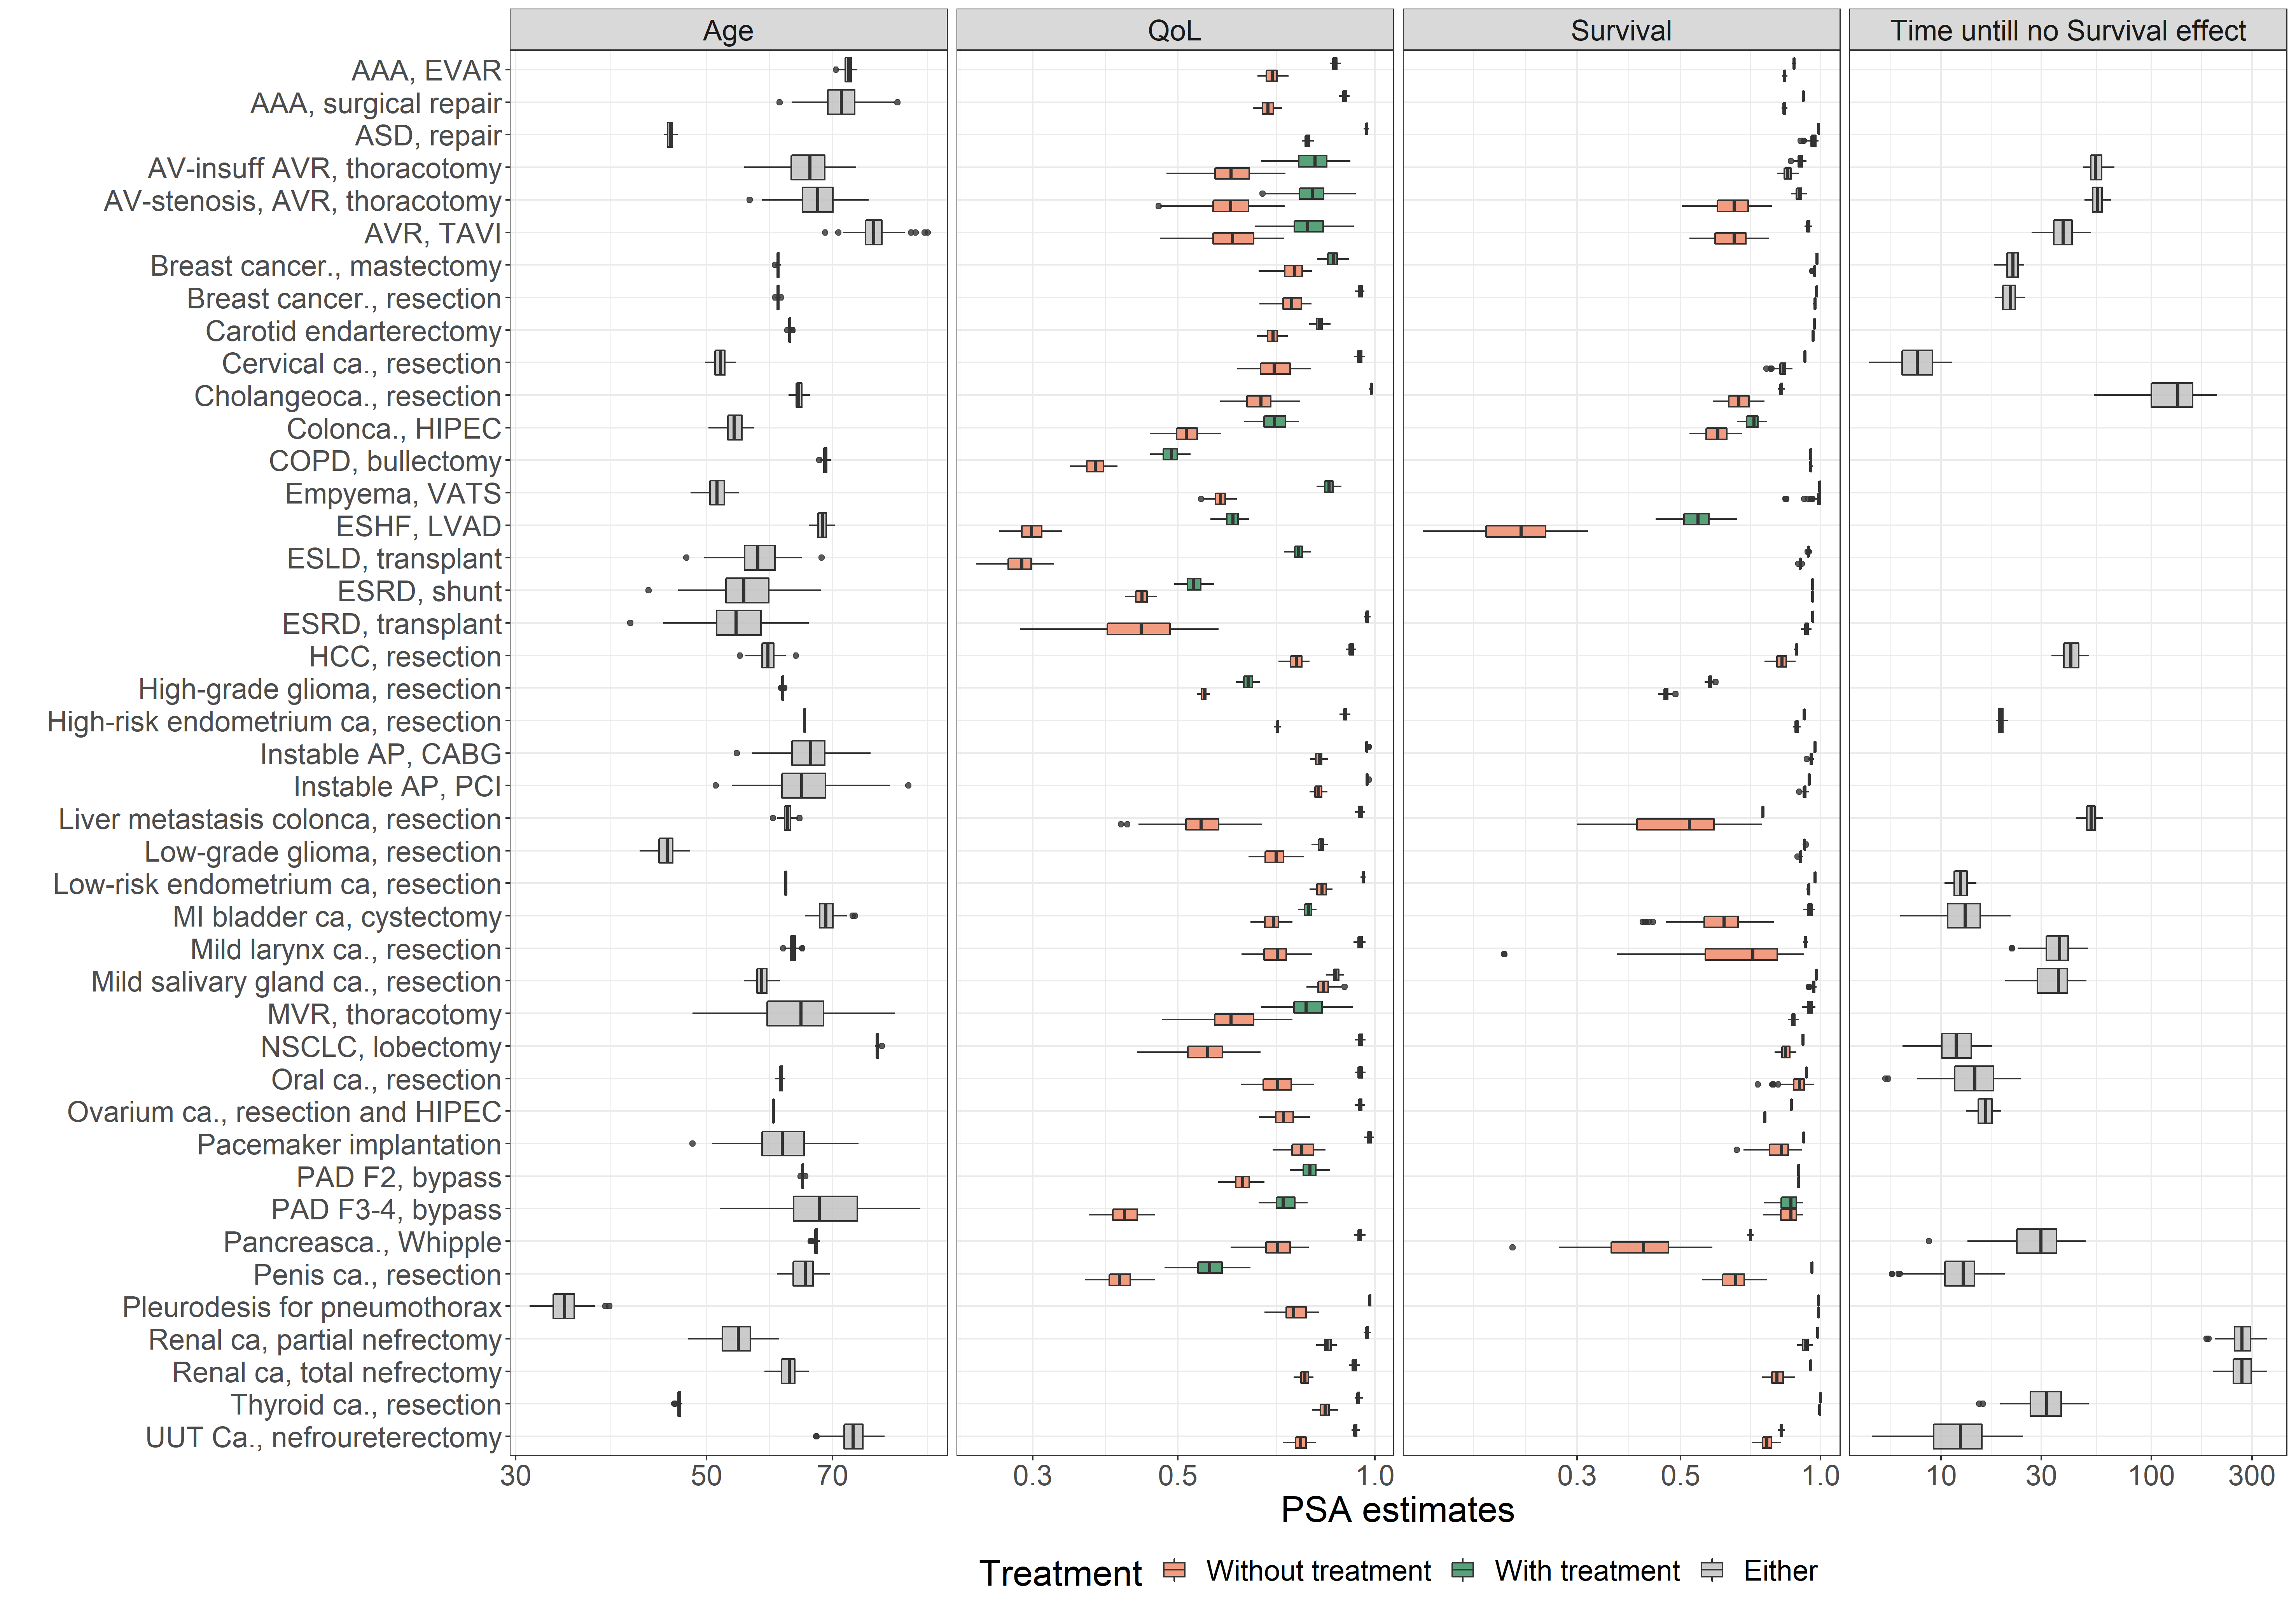 Age QoL Survival Time untill no Survival effect
AAA, EVAR
AAA, surgical repair
ASD, repair
AV-insuff AVR, thoracotomy
AV-stenosis, AVR, thoracotomy
AVR, TAVI
Breast cancer., mastectomy
Breast cancer., resection
Carotid endarterectomy
Cervical ca., resection
Cholangeoca., resection
Colonca., HIPEC
COPD, bullectomy
Empyema, VATS
ESHF, LVAD
ESLD, transplant
ESRD, shunt
ESRD, transplant
HCC, resection
High-grade glioma, resection
High-risk endometrium ca, resection
Instable AP, CABG
Instable AP, PCI
Liver metastasis colonca, resection
Low-grade glioma, resection
Low-risk endometrium ca, resection
MI bladder ca, cystectomy
Mild larynx ca., resection
Mild salivary gland ca., resection
MVR, thoracotomy
NSCLC, lobectomy
Oral ca., resection
Ovarium ca., resection and HIPEC
Pacemaker implantation
PAD F2, bypass
PAD F3-4, bypass
Pancreasca., Whipple
Penis ca., resection
Pleurodesis for pneumothorax
Renal ca, partial nefrectomy
Renal ca, total nefrectomy
Thyroid ca., resection
UUT Ca., nefroureterectomy
30 50 70 0.3 0.5 1.0 0.3 0.5 1.0 10 30 100 300
PSA estimates
Treatment Without treatment With treatment Either